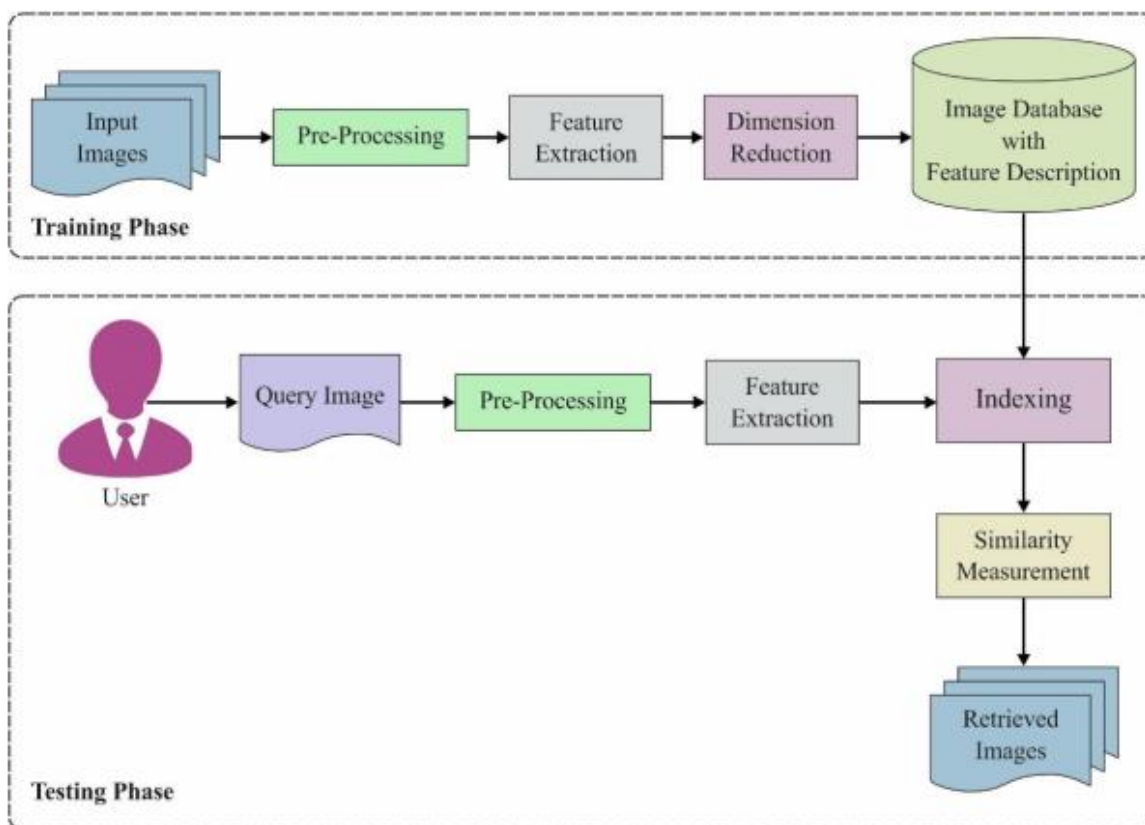 Input
Images
Pre-Processing
Feature
Extraction
Dimension
Reduction
Image Database
with
Feature Description
Training Phase
User
Query Image
Pre-Processing
Feature
Extraction
Indexing
Similarity
Measurement
Retrieved
Images
Testing Phase